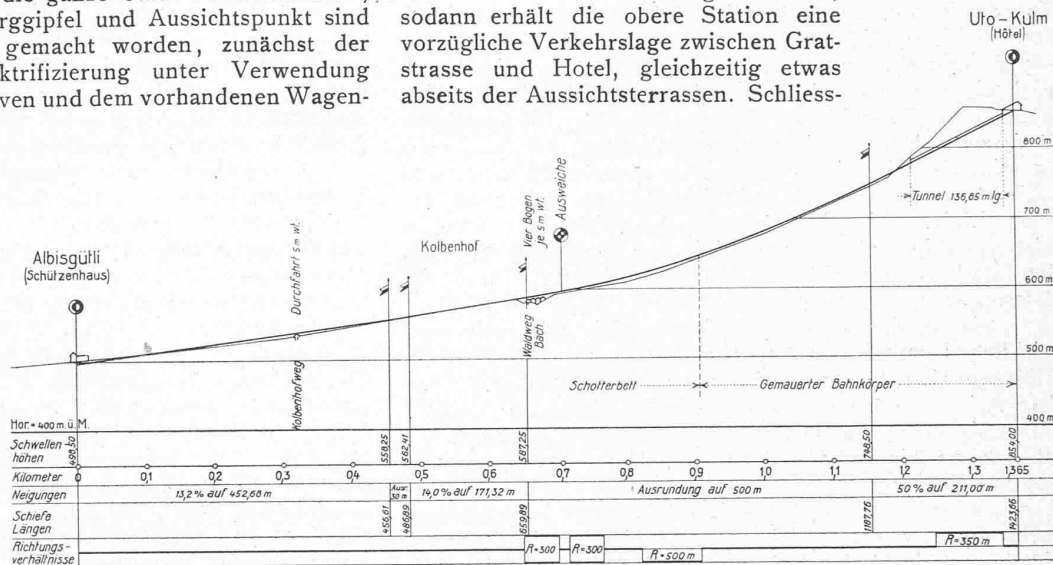 rggipfel und Aussichtspunkt sind
gemacht worden, zunächst der
ktrifizierung unter Verwendung
ven und dem vorhandenen Wagen-
sodann erhält die obere Station eine
vorzügliche Verkehrslage zwischen Grat-
strasse und Hotel, gleichzeitig etwas
abseits der Aussichtsterrassen. Schliess-
Uto-Kulm
(Hôtel)
800 m
Tunnel 136,85 m lg.
700 m
Albisgütli
(Schützenhaus)
Durchfahrt 5 m wt.
Kolbenhof
Vier Bogen
je 5 m wt.
Ausweiche
600 m
500 m
Kolbenhofweg
Waldweg
Bach
Schotterbett
Gemauerter Bahnkörper
400 m
Hor. = 400 m. ü. M.
Schwellen-
höhen
498,50
558,25
562,41
587,25
748,50
854,00
Kilometer
0 0,1 0,2 0,3 0,4 0,5 0,6 0,7 0,8 0,9 1,0 1,1 1,2 1,3 1,365
Neigungen
13,2% auf 452,68 m
Ausr.
30 m
14,0% auf 171,32 m
Ausrundung auf 500 m
50% auf 211,00 m
Schiefe
Längen
456,61
486,89
659,89
1187,76
1423,66
Richtungs-
verhältnisse
R=300
R=300
R=500 m
R=350 m